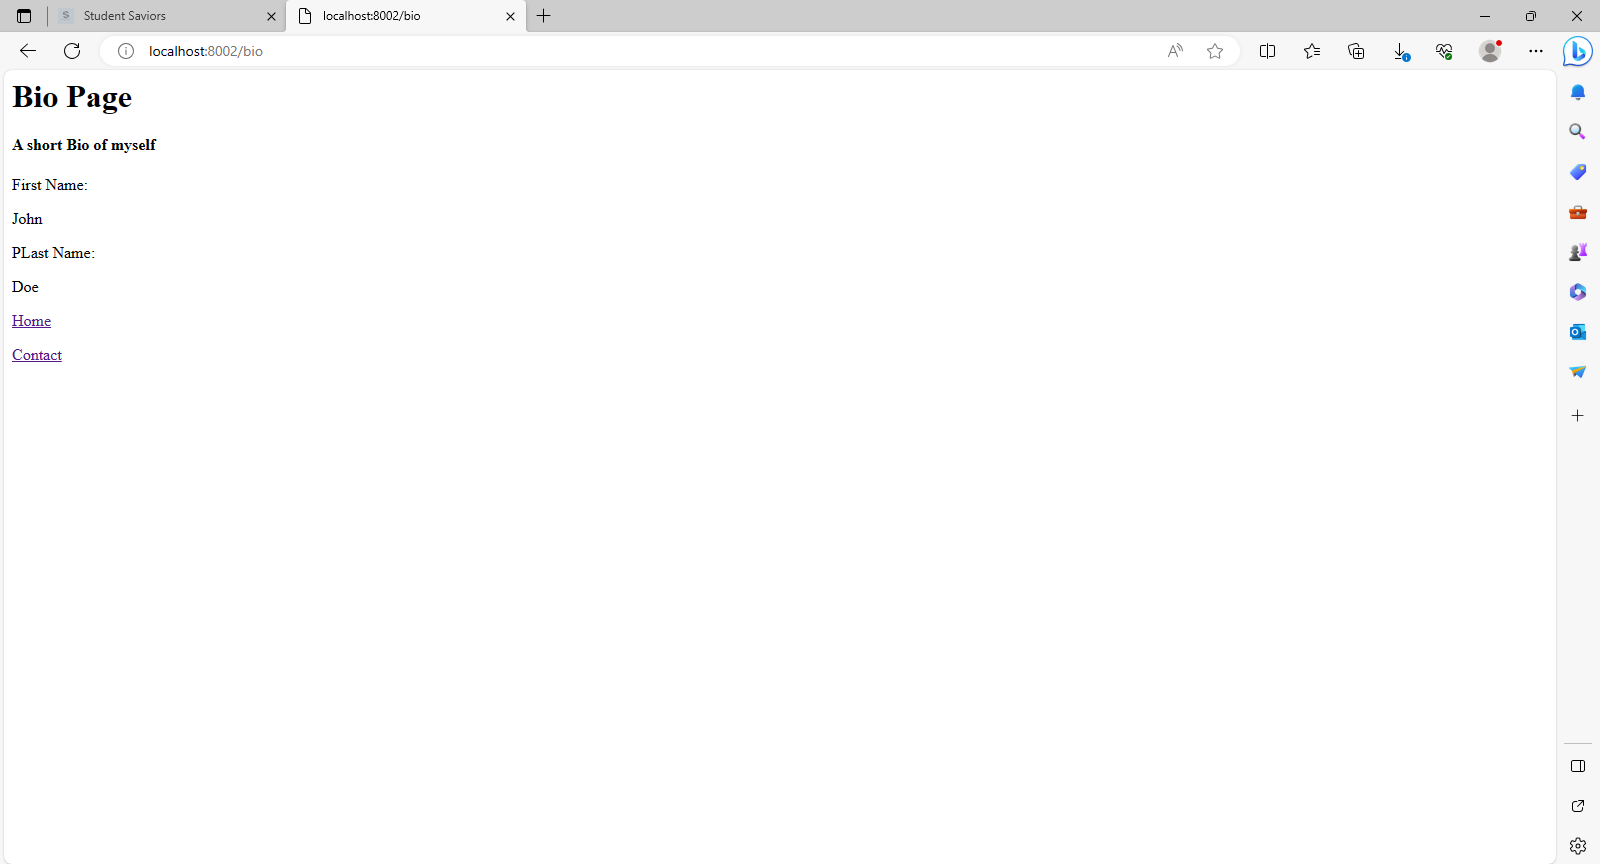 Student Saviors
localhost:8002/bio
localhost:8002/bio
Bio Page
A short Bio of myself
First Name:
John
PLast Name:
Doe
Home
Contact